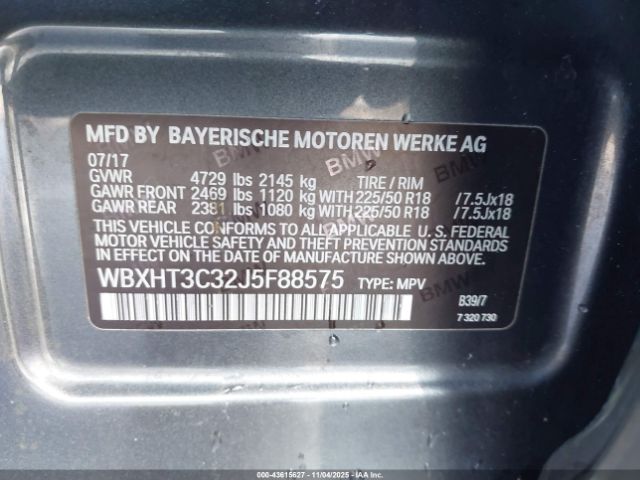 MFD BY BAYERISCHE MOTOREN WERKE AG
07/17
GVWR 4729 lbs 2145 kg TIRE / RIM
GAWR FRONT 2469 lbs 1120 kg WITH 225/50 R18 /7.5Jx18
GAWR REAR 2381 lbs 1080 kg WITH 225/50 R18 /7.5Jx18
THIS VEHICLE CONFORMS TO ALL APPLICABLE U. S. FEDERAL
MOTOR VEHICLE SAFETY AND THEFT PREVENTION
STANDARDS IN EFFECT ON THE DATE OF
MANUFACTURE SHOWN ABOVE.
WBXHT3C32J5F88575 TYPE: MPV
B39/7
7 320 730
00-43615627 - 11/04/2025 - IAAI.com